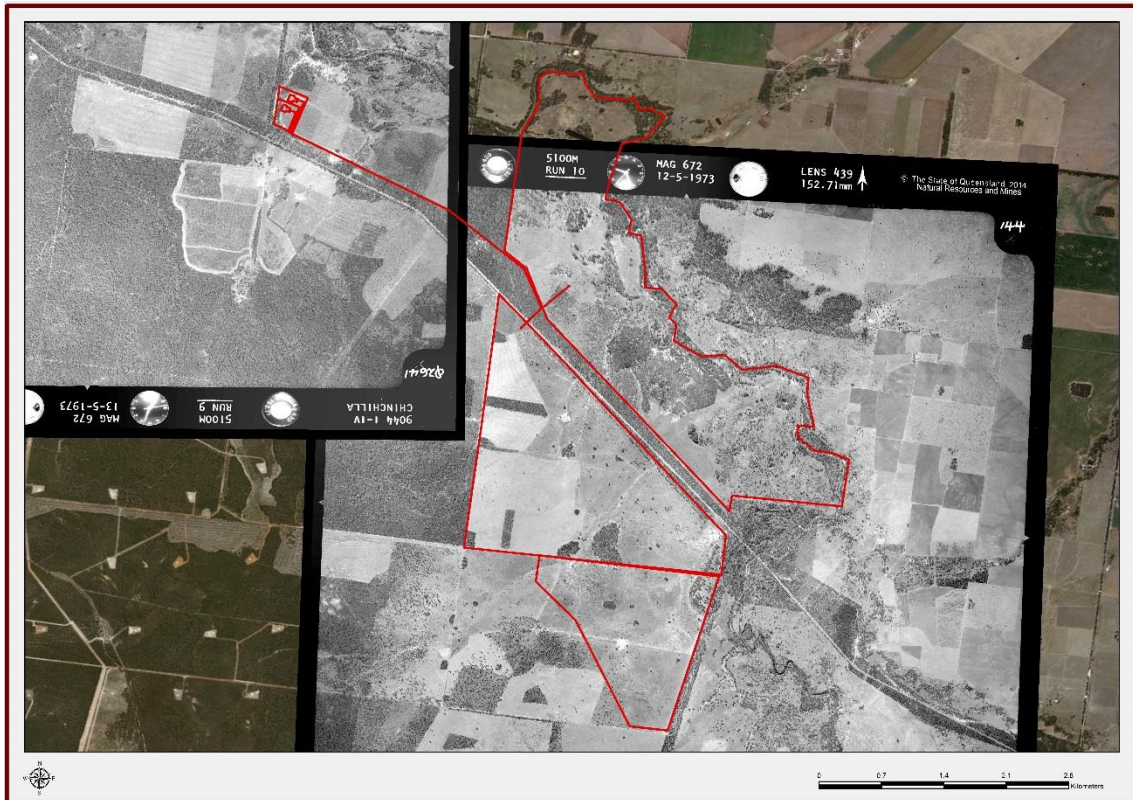 5100M
RUN 10
MAG 672
12-5-1973
LENS 439
152.71mm
© The State of Queensland 2014
Natural Resources and Mines
144
Q2641
9044 I-IV
CHINCHILLA
5100M
RUN 9
MAG 672
13-5-1973
N
W
E
S
0 0.7 1.4 2.1 2.8
Kilometers